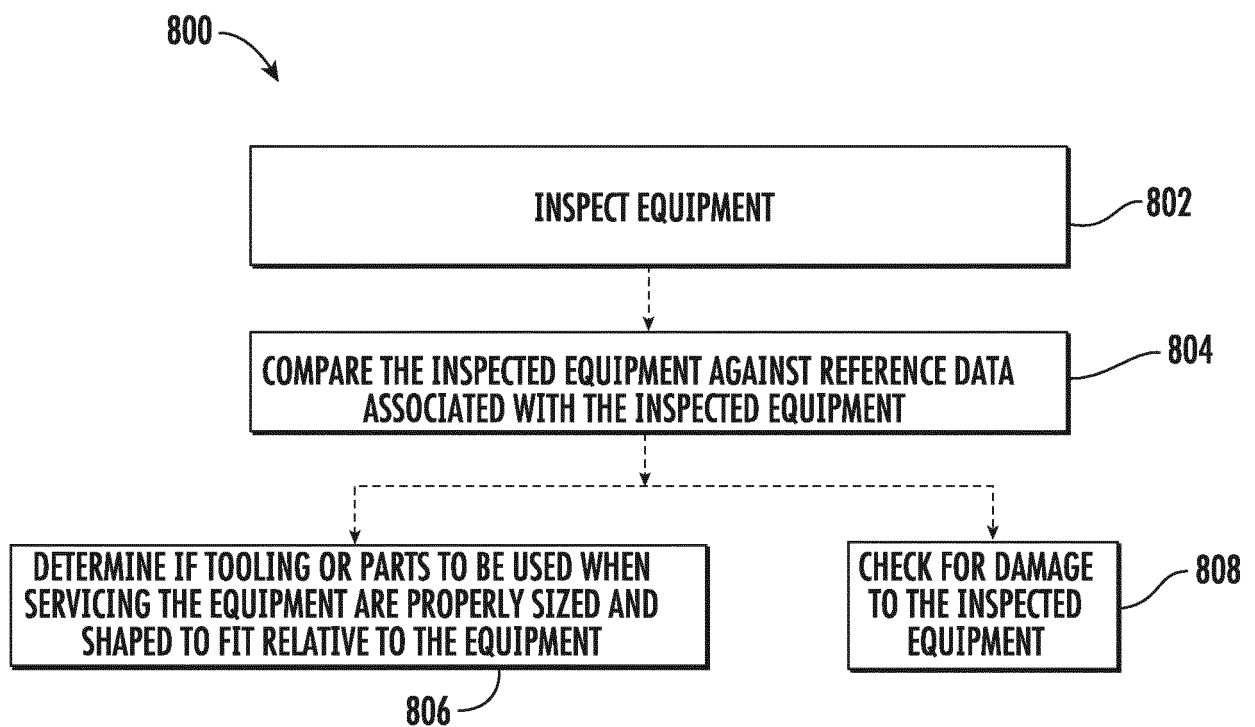 800
INSPECT EQUIPMENT
802
COMPARE THE INSPECTED EQUIPMENT AGAINST REFERENCE DATA
ASSOCIATED WITH THE INSPECTED EQUIPMENT
804
DETERMINE IF TOOLING OR PARTS TO BE USED WHEN
SERVICING THE EQUIPMENT ARE PROPERLY SIZED AND
SHAPED TO FIT RELATIVE TO THE EQUIPMENT
806
CHECK FOR DAMAGE
TO THE INSPECTED
EQUIPMENT
808